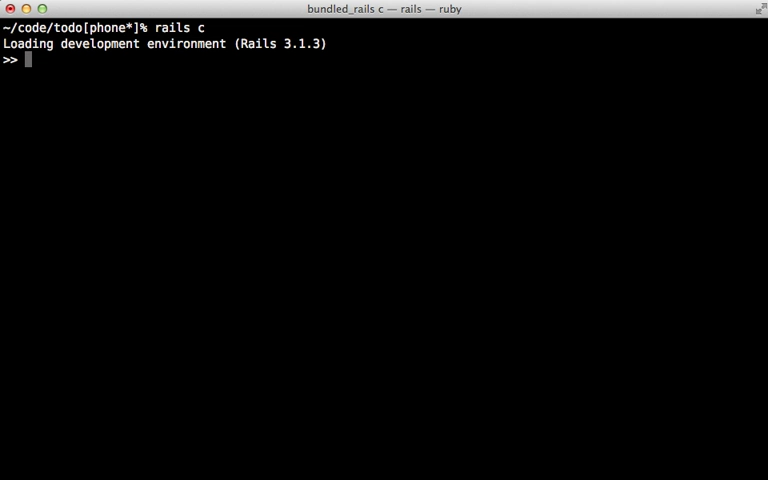 bundled_rails c — rails — ruby
~/code/todo[phone*]% rails c
Loading development environment (Rails 3.1.3)
>>